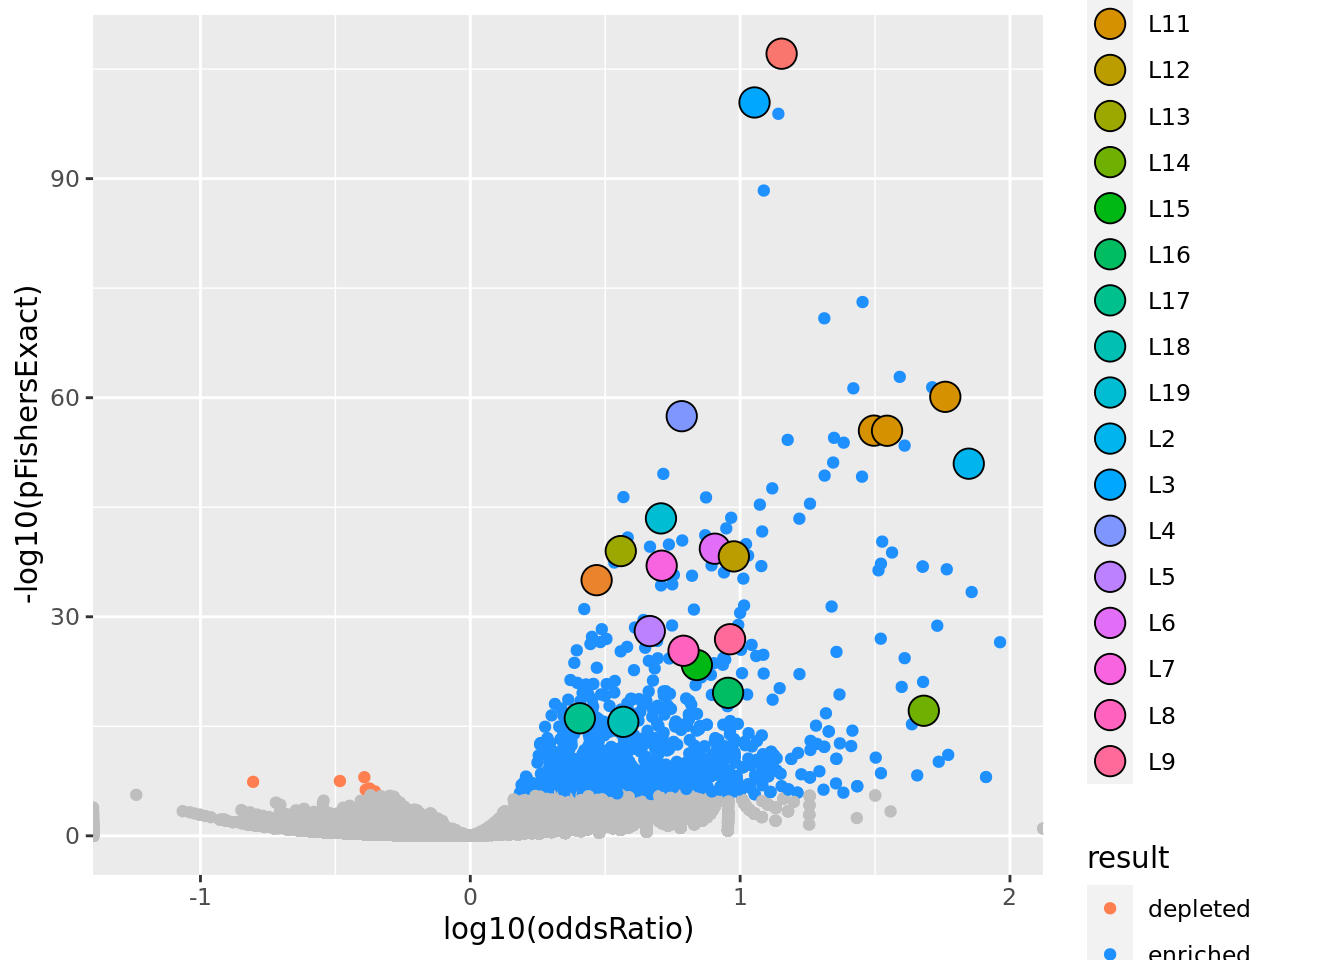 L11
L12
L13
L14
L15
L16
L17
L18
L19
L2
L3
L4
L5
L6
L7
L8
L9
result
depleted
enriched
-log10(pFishersExact)
90
60
30
0
-1
0
1
2
log10(oddsRatio)